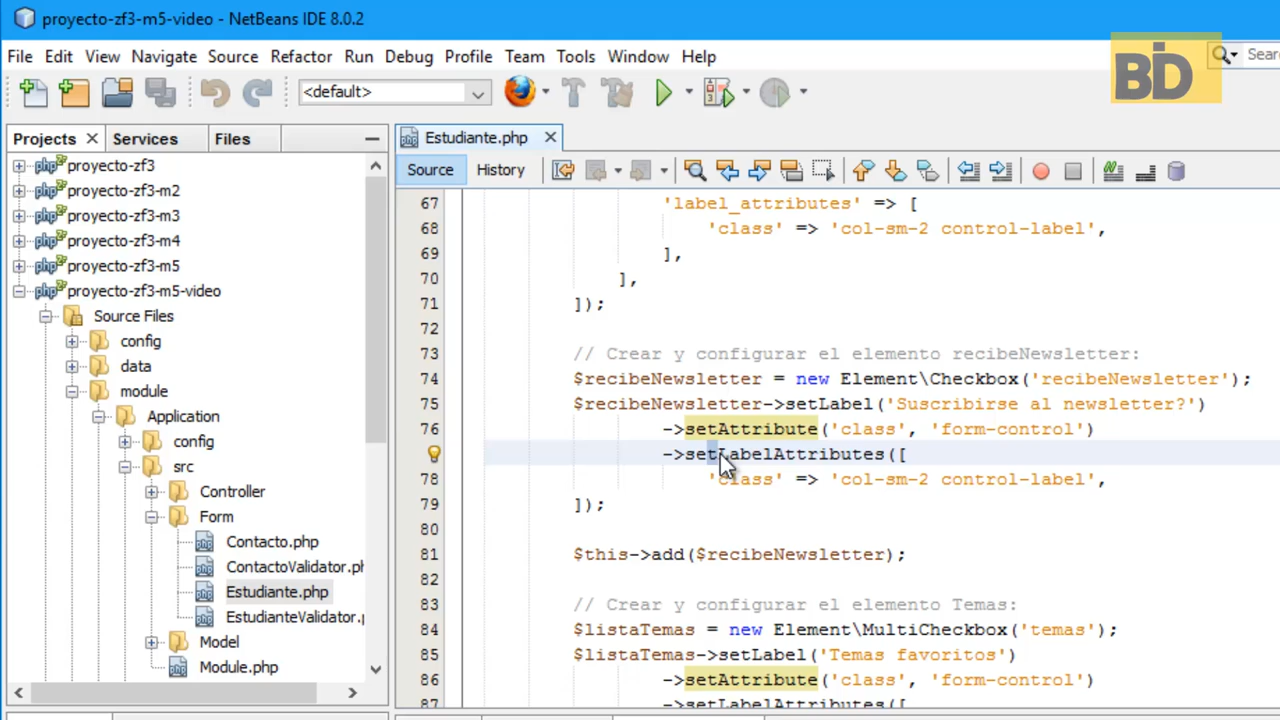 proyecto-zf3-m5-video - NetBeans IDE 8.0.2
File Edit View Navigate Source Refactor Run Debug Profile Team Tools Window Help
BD
Sear
<default>
Projects Services Files
Estudiante.php
Source History
proyecto-zf3
proyecto-zf3-m2
proyecto-zf3-m3
proyecto-zf3-m4
proyecto-zf3-m5
proyecto-zf3-m5-video
Source Files
config
data
module
Application
config
src
Controller
Form
Contacto.php
ContactoValidator.ph
Estudiante.php
EstudianteValidator.p
Model
Module.php
67 'label_attributes' => [
68 'class' => 'col-sm-2 control-label',
69 ],
70 ],
71 ]);
72
73 // Crear y configurar el elemento recibeNewsletter:
74 $recibeNewsletter = new Element\Checkbox('recibeNewsletter');
75 $recibeNewsletter->setLabel('Suscribirse al newsletter?')
76 ->setAttribute('class', 'form-control')
->setLabelAttributes([
78 'class' => 'col-sm-2 control-label',
79 ]);
80
81 $this->add($recibeNewsletter);
82
83 // Crear y configurar el elemento Temas:
84 $listaTemas = new Element\MultiCheckbox('temas');
85 $listaTemas->setLabel('Temas favoritos')
86 ->setAttribute('class', 'form-control')
87 ->setLabelAttributes([